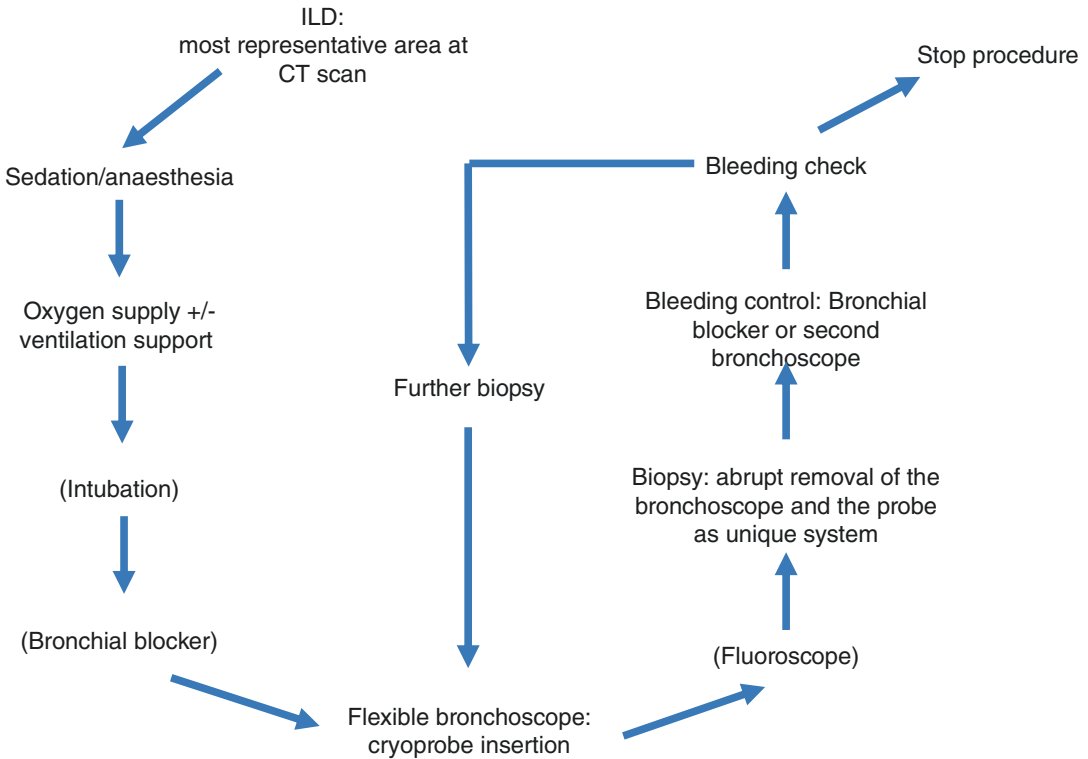 ILD:
most representative area at
CT scan
Sedation/anaesthesia
Oxygen supply +/-
ventilation support
(Intubation)
(Bronchial blocker)
Flexible bronchoscope:
cryoprobe insertion
(Fluoroscope)
Biopsy: abrupt removal of the
bronchoscope and the probe
as unique system
Bleeding control: Bronchial
blocker or second
bronchoscope
Bleeding check
Further biopsy
Stop procedure